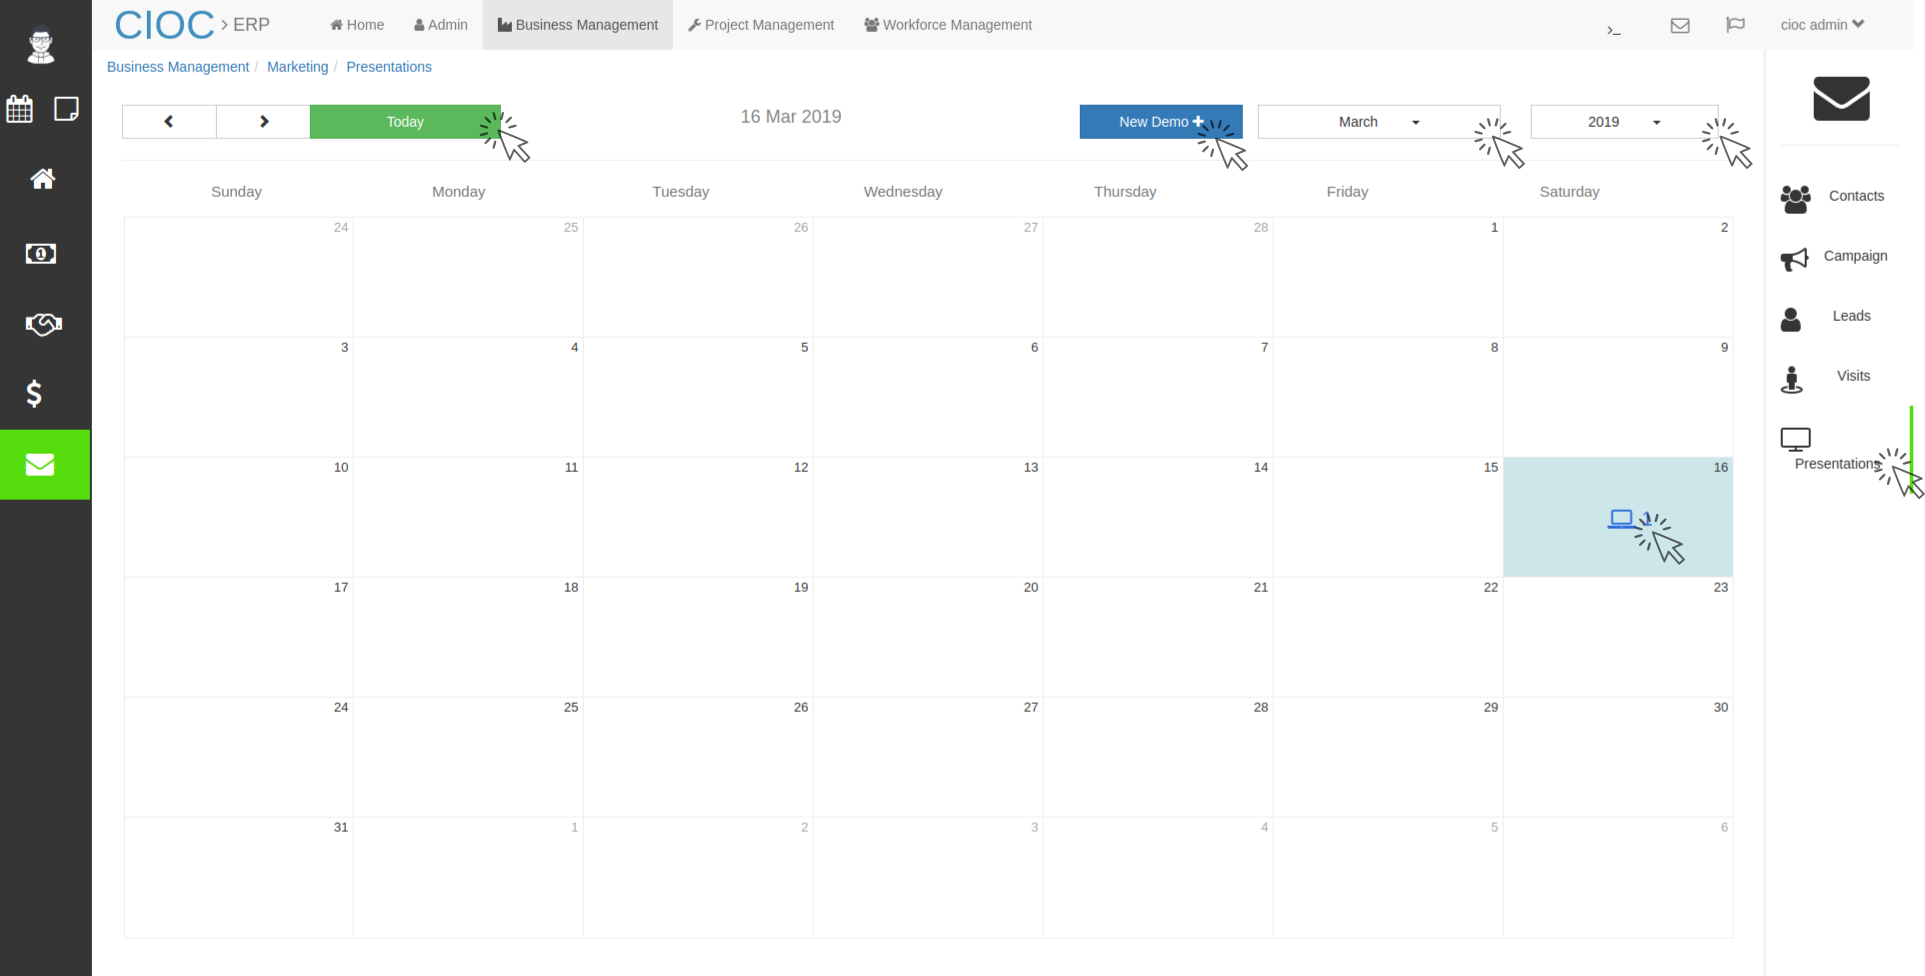 CIOC > ERP Home Admin Business Management Project Management Workforce Management >_ cioc admin
Business Management / Marketing / Presentations
Today 16 Mar 2019 New Demo + March 2019
Sunday Monday Tuesday Wednesday Thursday Friday Saturday
24 25 26 27 28 1 2
3 4 5 6 7 8 9
10 11 12 13 14 15 16
1
17 18 19 20 21 22 23
24 25 26 27 28 29 30
31 1 2 3 4 5 6
Contacts
Campaign
Leads
Visits
Presentations